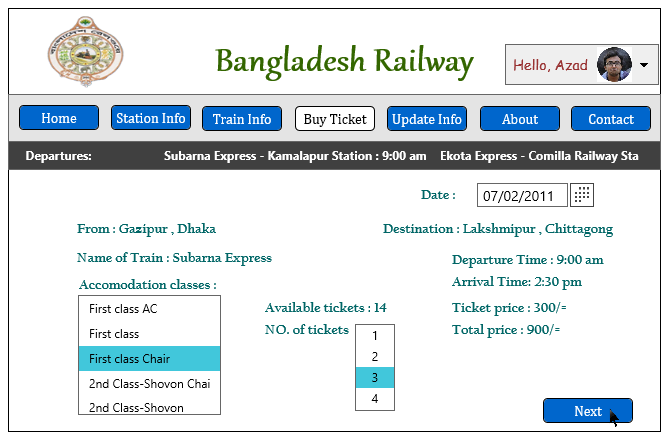 Bangladesh Railway
Hello, Azad
Home Station Info Train Info Buy Ticket Update Info About Contact
Departures: Subarna Express - Kamalapur Station : 9:00 am Ekota Express - Comilla Railway Sta
Date : 07/02/2011
From : Gazipur , Dhaka Destination : Lakshmipur , Chittagong
Name of Train : Subarna Express Departure Time : 9:00 am
Arrival Time: 2:30 pm
Accomodation classes :
First class AC
First class
First class Chair
2nd Class-Shovon Chai
2nd Class-Shovon
Available tickets : 14 Ticket price : 300/=
NO. of tickets Total price : 900/=
1
2
3
4
Next